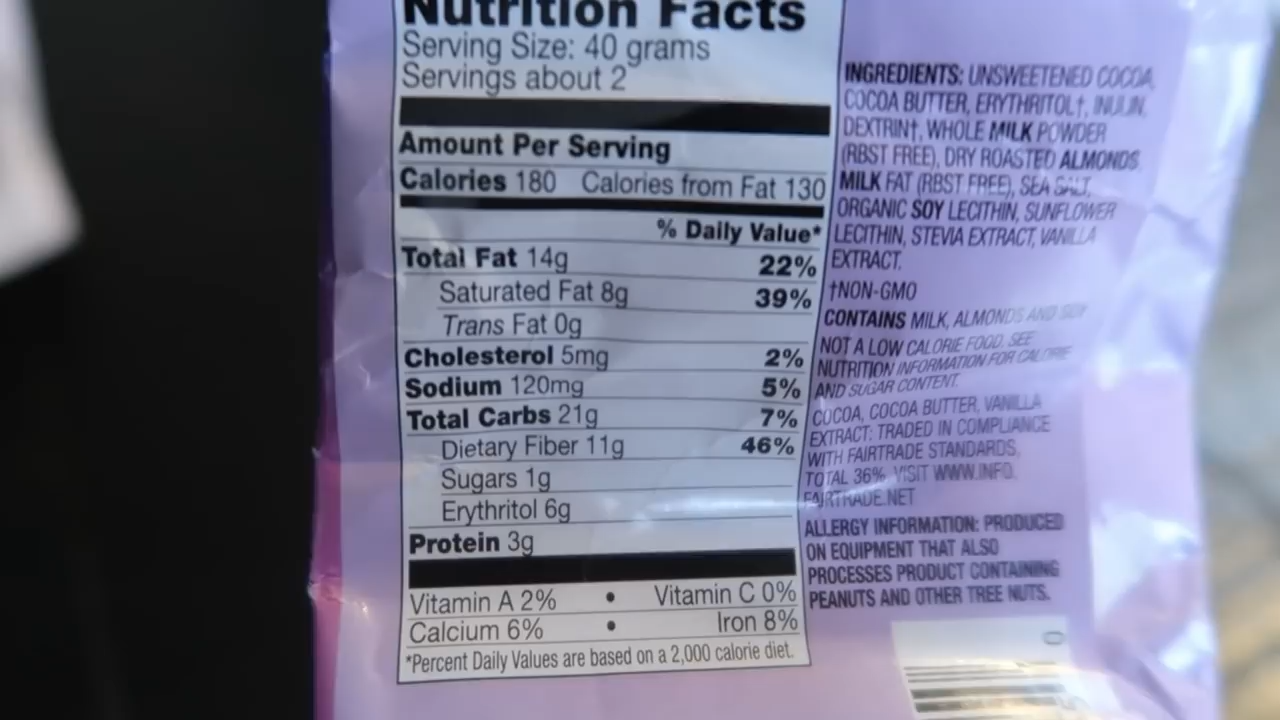 Nutrition Facts
Serving Size: 40 grams
Servings about 2
Amount Per Serving
Calories 180 Calories from Fat 130
% Daily Value*
Total Fat 14g 22%
Saturated Fat 8g 39%
Trans Fat 0g
Cholesterol 5mg 2%
Sodium 120mg 5%
Total Carbs 21g 7%
Dietary Fiber 11g 46%
Sugars 1g
Erythritol 6g
Protein 3g
Vitamin A 2% • Vitamin C 0%
Calcium 6% • Iron 8%
*Percent Daily Values are based on a 2,000 calorie diet.
INGREDIENTS: UNSWEETENED COCOA,
COCOA BUTTER, ERYTHRITOL†, INULIN,
DEXTRIN†, WHOLE MILK POWDER
(RBST FREE), DRY ROASTED ALMONDS,
MILK FAT (RBST FREE), SEA SALT,
ORGANIC SOY LECITHIN, SUNFLOWER
LECITHIN, STEVIA EXTRACT, VANILLA
EXTRACT.
†NON-GMO
CONTAINS MILK, ALMONDS AND SOY
NOT A LOW CALORIE FOOD. SEE
NUTRITION INFORMATION FOR CALORIE
AND SUGAR CONTENT.
COCOA, COCOA BUTTER, VANILLA
EXTRACT: TRADED IN COMPLIANCE
WITH FAIRTRADE STANDARDS,
TOTAL 36%. VISIT WWW.INFO.
FAIRTRADE.NET
ALLERGY INFORMATION: PRODUCED
ON EQUIPMENT THAT ALSO
PROCESSES PRODUCT CONTAINING
PEANUTS AND OTHER TREE NUTS.
0